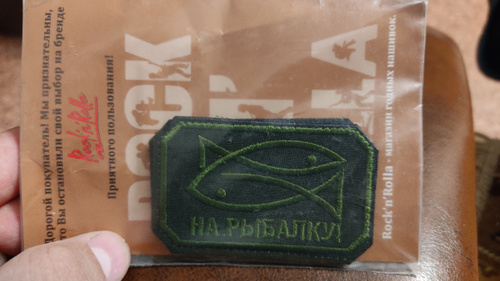 Дорогой покупатель! Мы признательны,
что Вы остановили свой выбор на бренде
Rock'n'Rolla
Приятного пользования!
ROCK
Rock'n'Rolla - магазин годных нашивок.
НА РЫБАЛКУ!